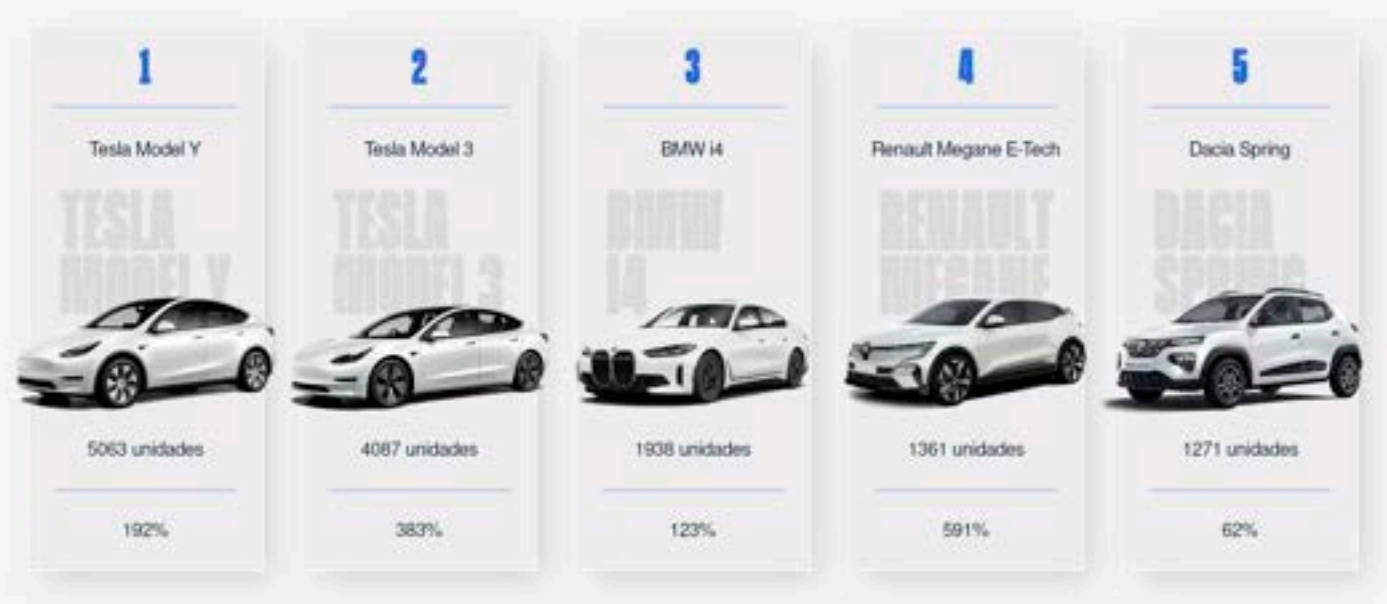 1
Tesla Model Y
TESLA
MODEL Y
5063 unidades
192%
2
Tesla Model 3
TESLA
MODEL 3
4087 unidades
383%
3
BMW i4
BMW
I4
1938 unidades
123%
4
Renault Megane E-Tech
RENAULT
MEGANE
1361 unidades
591%
5
Dacia Spring
DACIA
SPRING
1271 unidades
62%